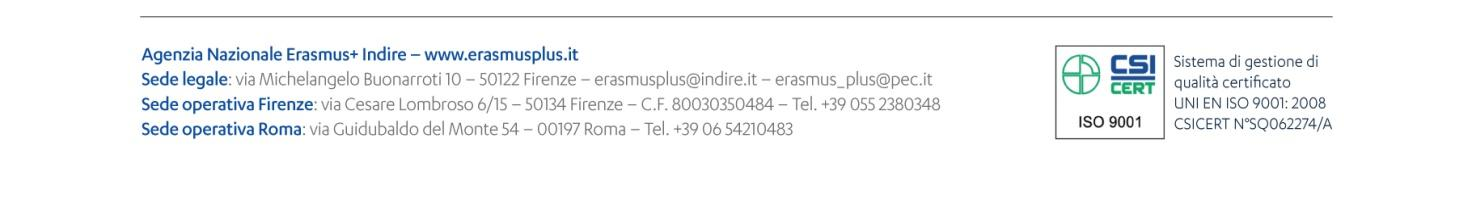 Agenzia Nazionale Erasmus+ Indire – www.erasmusplus.it
Sede legale: via Michelangelo Buonarroti 10 – 50122 Firenze – erasmusplus@indire.it – erasmus_plus@pec.it
Sede operativa Firenze: via Cesare Lombroso 6/15 – 50134 Firenze – C.F. 80030350484 – Tel. +39 055 2380348
Sede operativa Roma: via Guidubaldo del Monte 54 – 00197 Roma – Tel. +39 06 54210483
CSI
CERT
ISO 9001
Sistema di gestione di
qualità certificato
UNI EN ISO 9001: 2008
CSICERT N°SQ062274/A